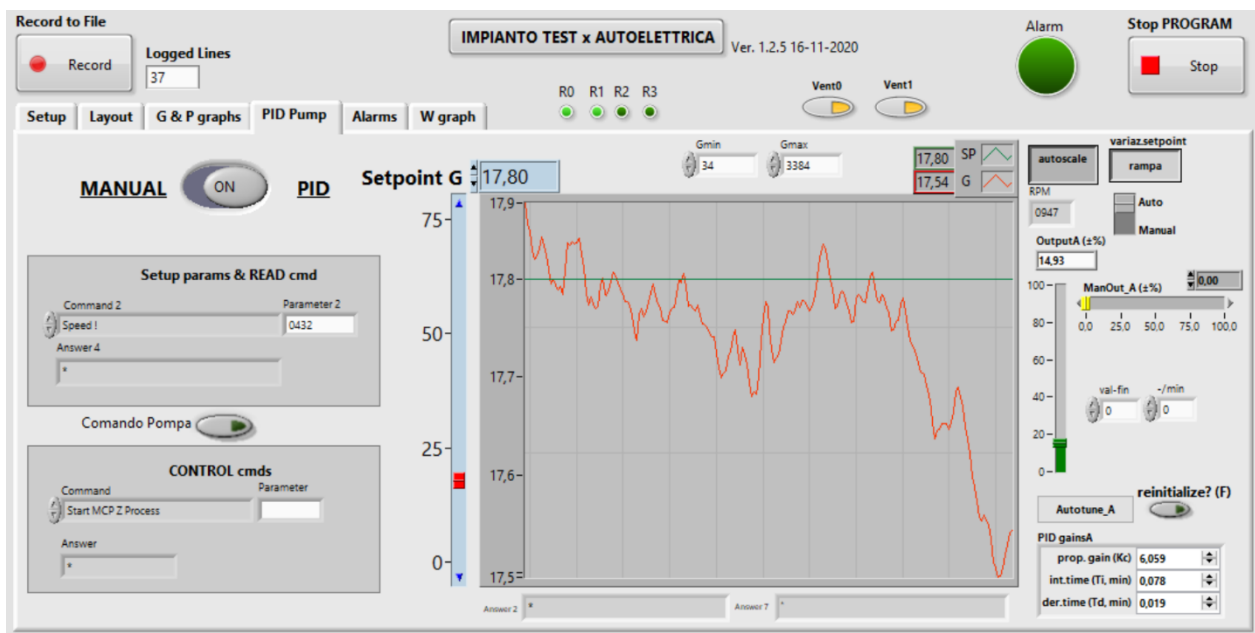 Record to File
Record
Logged Lines
37
IMPIANTO TEST x AUTOELETTRICA
Ver. 1.2.5 16-11-2020
Alarm
Stop PROGRAM
Stop
R0 R1 R2 R3
Vent0 Vent1
Setup Layout G & P graphs PID Pump Alarms W graph
MANUAL ON PID
Setpoint G 17,80
Gmin
34
Gmax
3384
17,80 SP
17,54 G
autoscale
variaz.setpoint
rampa
RPM
0947
Auto
Manual
OutputA (±%)
14,93
ManOut_A (±%) 0,00
0,0 25,0 50,0 75,0 100,0
100
80
60
40
20
0
val-fin
0
-/min
0
75
50
25
0
17,9
17,8
17,7
17,6
17,5
Setup params & READ cmd
Command 2 Parameter 2
Speed ! 0432
Answer 4
*
Comando Pompa
CONTROL cmds
Command Parameter
Start MCP Z Process
Answer
*
Answer 2 *
Answer 7
Autotune_A
reinitialize? (F)
PID gainsA
prop. gain (Kc) 6,059
int.time (Ti, min) 0,078
der.time (Td, min) 0,019